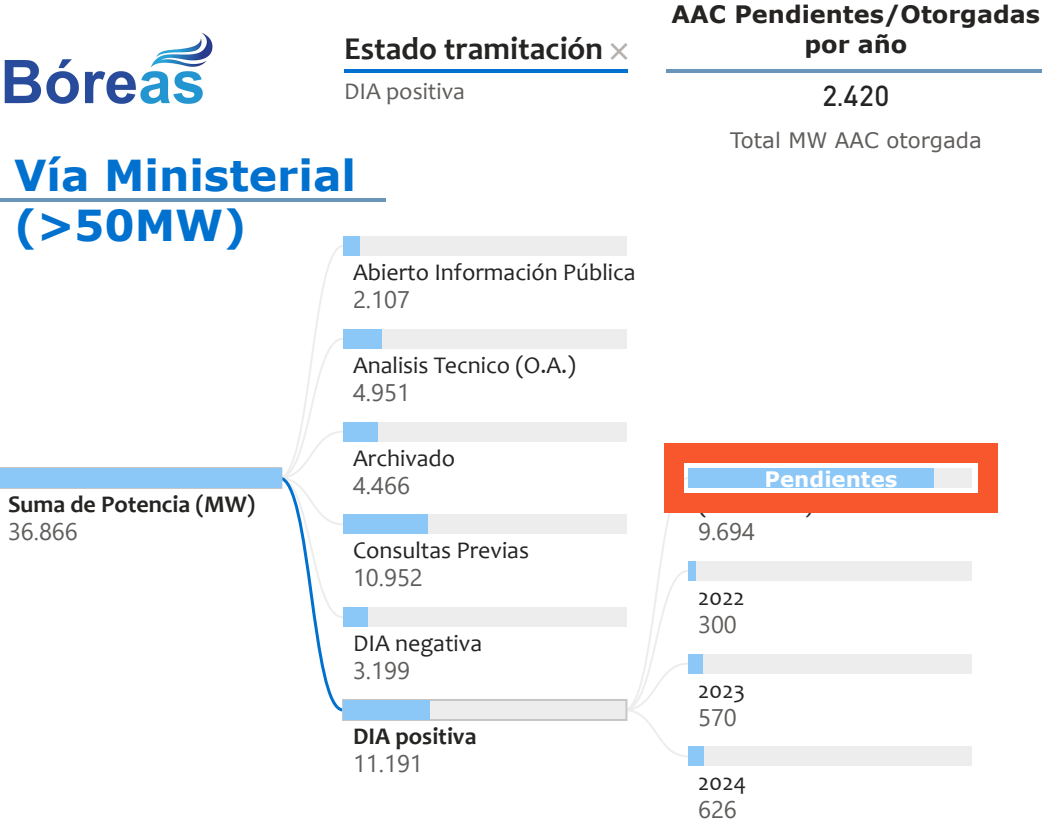 Bóreas
Estado tramitación ×
DIA positiva
AAC Pendientes/Otorgadas
por año
2.420
Total MW AAC otorgada
Vía Ministerial
(>50MW)
Abierto Información Pública
2.107
Analisis Tecnico (O.A.)
4.951
Archivado
4.466
Consultas Previas
10.952
DIA negativa
3.199
DIA positiva
11.191
Suma de Potencia (MW)
36.866
Pendientes
9.694
2022
300
2023
570
2024
626